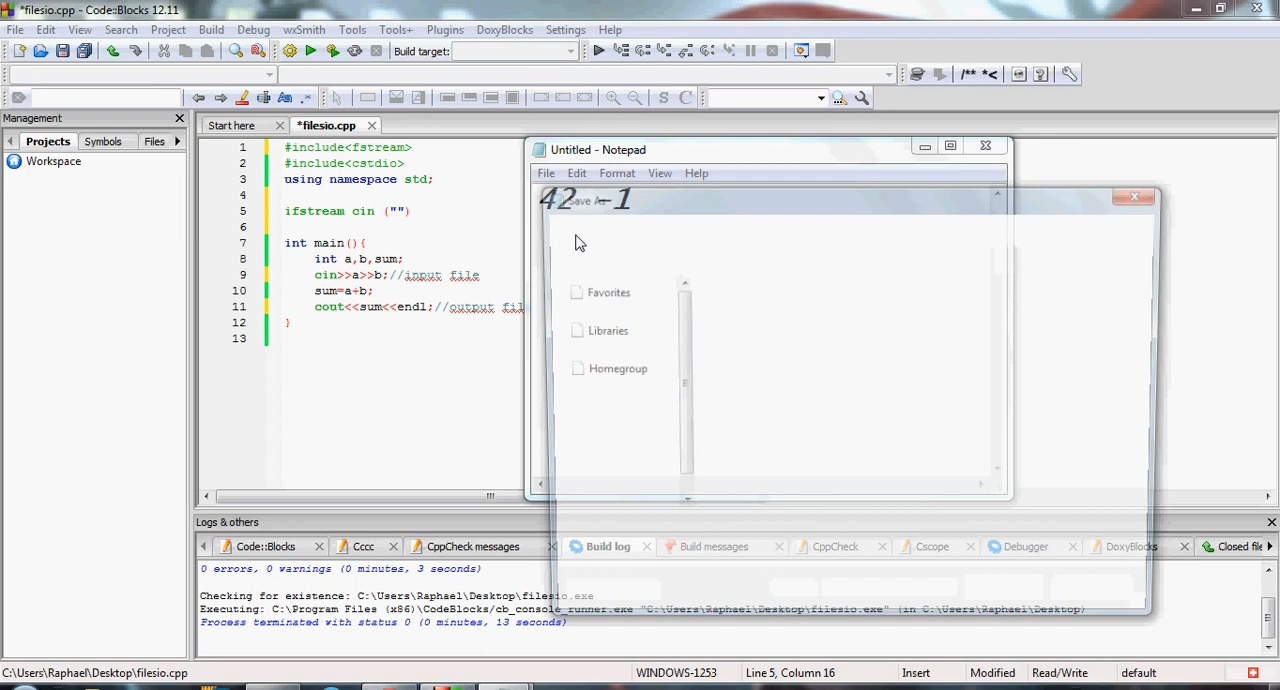 *filesio.cpp - Code::Blocks 12.11
File Edit View Search Project Build Debug wxSmith Tools Tools+ Plugins DoxyBlocks Settings Help
Build target:
/** *<
S C
Management
Projects Symbols Files
Workspace
Start here *filesio.cpp
1 #include<fstream>
2 #include<cstdio>
3 using namespace std;
4
5 ifstream cin ("")
6
7 int main(){
8 int a,b,sum;
9 cin>>a>>b;//input file
10 sum=a+b;
11 cout<<sum<<endl;//output fil
12 }
13
Untitled - Notepad
File Edit Format View Help
42 -1
Save As
Favorites
Libraries
Homegroup
Logs & others
Code::Blocks Cccc CppCheck messages Build log Build messages CppCheck Cscope Debugger DoxyBlocks Closed file
0 errors, 0 warnings (0 minutes, 3 seconds)
Checking for existence: C:\Users\Raphael\Desktop\filesio.exe
Executing: C:\Program Files (x86)\CodeBlocks/cb_console_runner.exe "C:\Users\Raphael\Desktop\filesio.exe" (in C:\Users\Raphael\Desktop)
Process terminated with status 0 (0 minutes, 13 seconds)
C:\Users\Raphael\Desktop\filesio.cpp WINDOWS-1253 Line 5, Column 16 Insert Modified Read/Write default